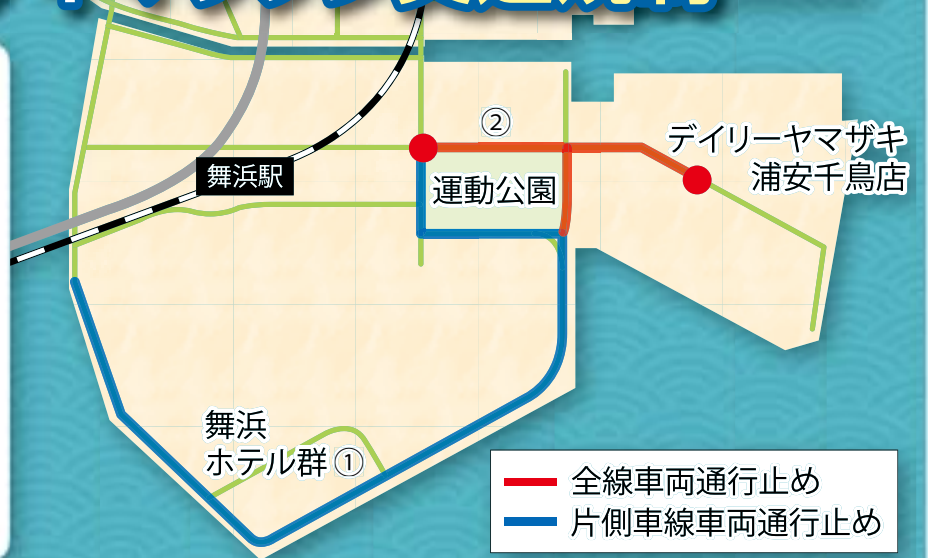 ②
デイリーヤマザキ
浦安千鳥店
舞浜駅
運動公園
舞浜
ホテル群①
全線車両通行止め
片側車線車両通行止め